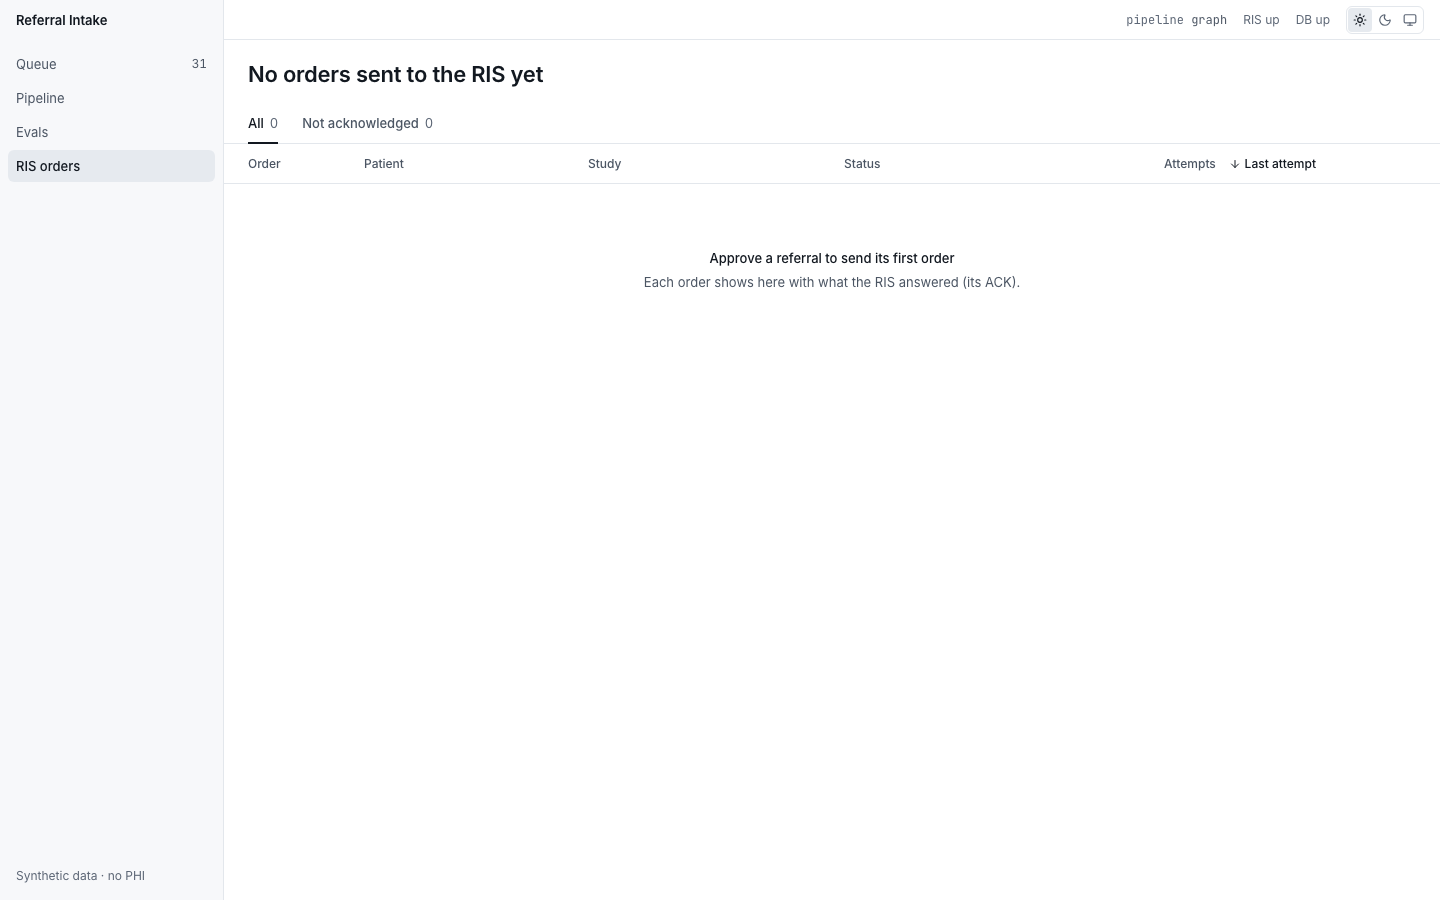 Referral Intake
Queue 31
Pipeline
Evals
RIS orders
Synthetic data · no PHI
pipeline graph RIS up DB up
No orders sent to the RIS yet
All 0 Not acknowledged 0
Order Patient Study Status Attempts ↓ Last attempt
Approve a referral to send its first order
Each order shows here with what the RIS answered (its ACK).